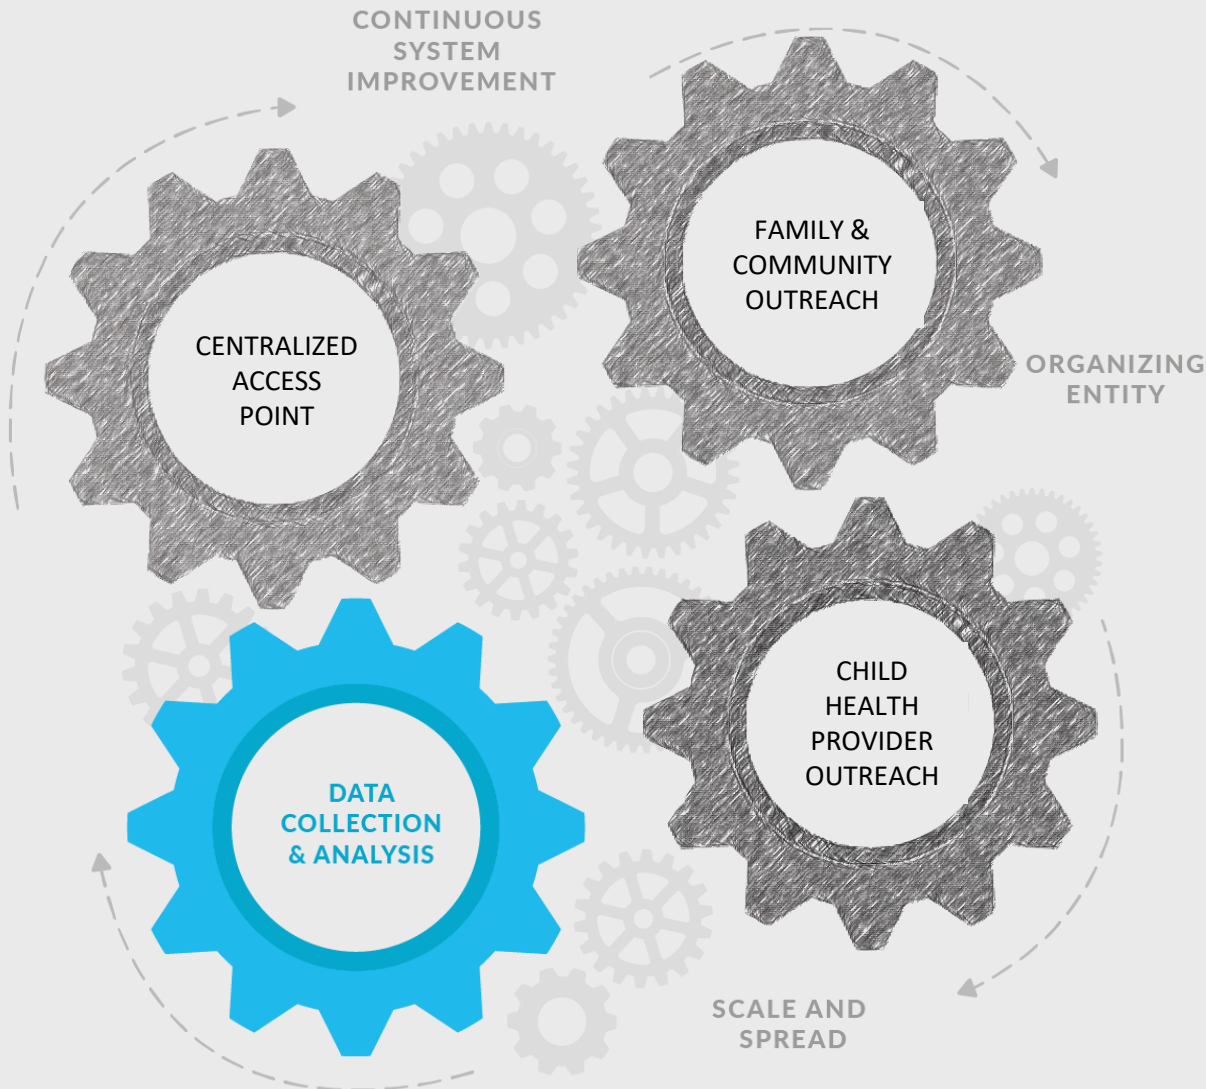 CONTINUOUS
SYSTEM
IMPROVEMENT
FAMILY &
COMMUNITY
OUTREACH
CENTRALIZED
ACCESS
POINT
ORGANIZING
ENTITY
CHILD
HEALTH
PROVIDER
OUTREACH
DATA
COLLECTION
& ANALYSIS
SCALE AND
SPREAD